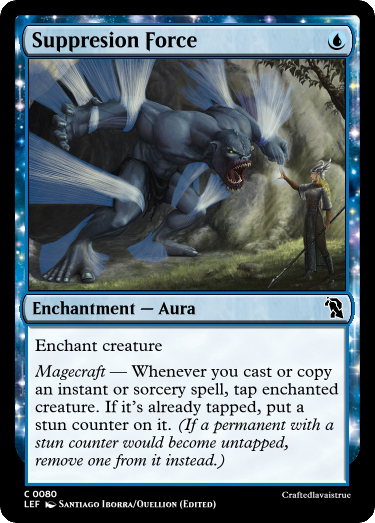 Suppresion Force
Enchantment — Aura
Enchant creature
Magecraft — Whenever you cast or copy
an instant or sorcery spell, tap enchanted
creature. If it's already tapped, put a
stun counter on it. (If a permanent with a
stun counter would become untapped,
remove one from it instead.)
C 0080
LEF Santiago Iborra/Ouellion (Edited)
Craftedlavaistrue